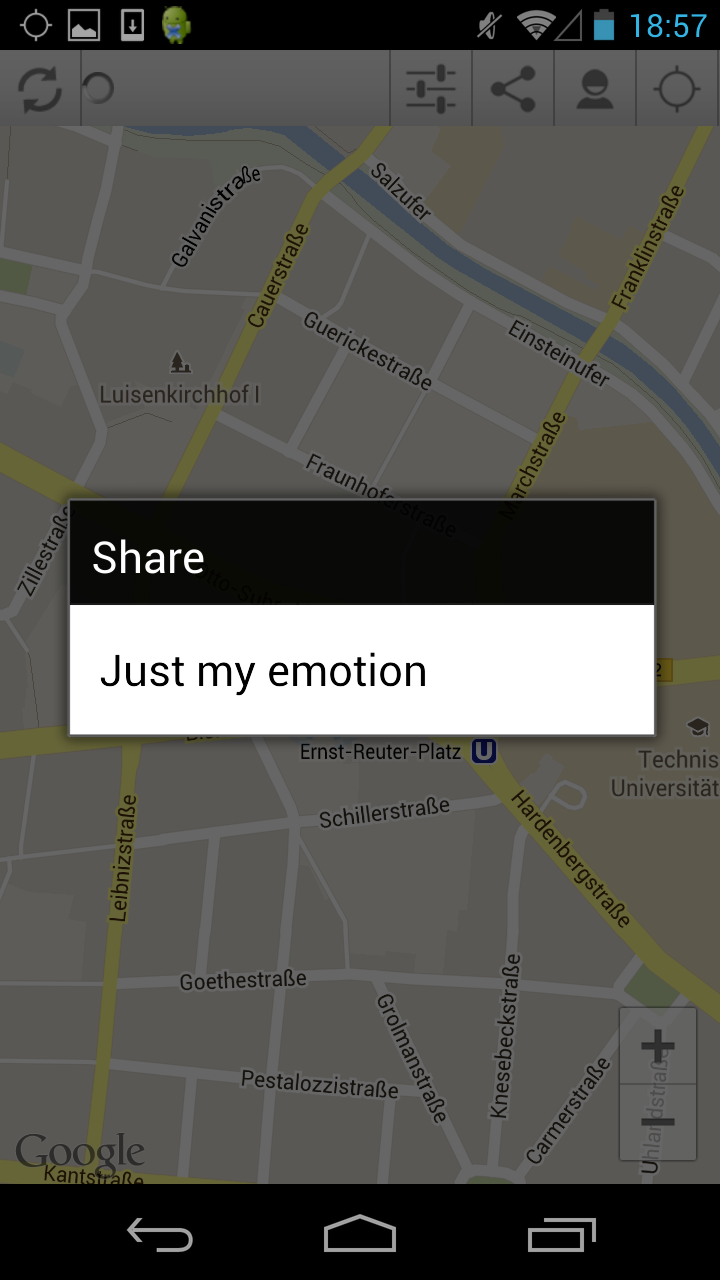 18:57
Salzufer
Galvanistraße
Franklinstraße
Cauerstraße
Guerickestraße
Einsteinufer
Luisenkirchhof I
Marchstraße
Fraunhoferstraße
Zillestraße
Share
Just my emotion
2
Ernst-Reuter-Platz U
Technis
Universität
Schillerstraße
Hardenbergstraße
Leibnizstraße
Goethestraße
Knesebeckstraße
Grolmanstraße
Pestalozzistraße
Carmerstraße
Uhlandstraße
Google
Kantstraße